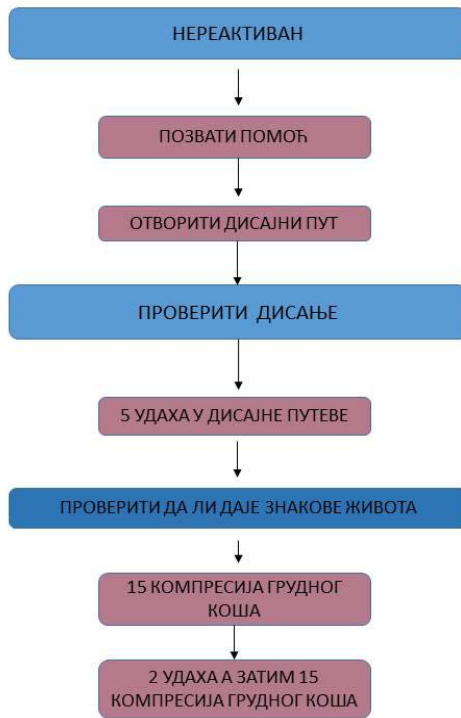 НЕРЕАКТИВАН
ПОЗВАТИ ПОМОЋ
ОТВОРИТИ ДИСАЈНИ ПУТ
ПРОВЕРИТИ ДИСАЊЕ
5 УДАХА У ДИСАЈНЕ ПУТЕВЕ
ПРОВЕРИТИ ДА ЛИ ДАЈЕ ЗНАКОВЕ ЖИВОТА
15 КОМПРЕСИЈА ГРУДНОГ
КОША
2 УДАХА А ЗАТИМ 15
КОМПРЕСИЈА ГРУДНОГ КОША